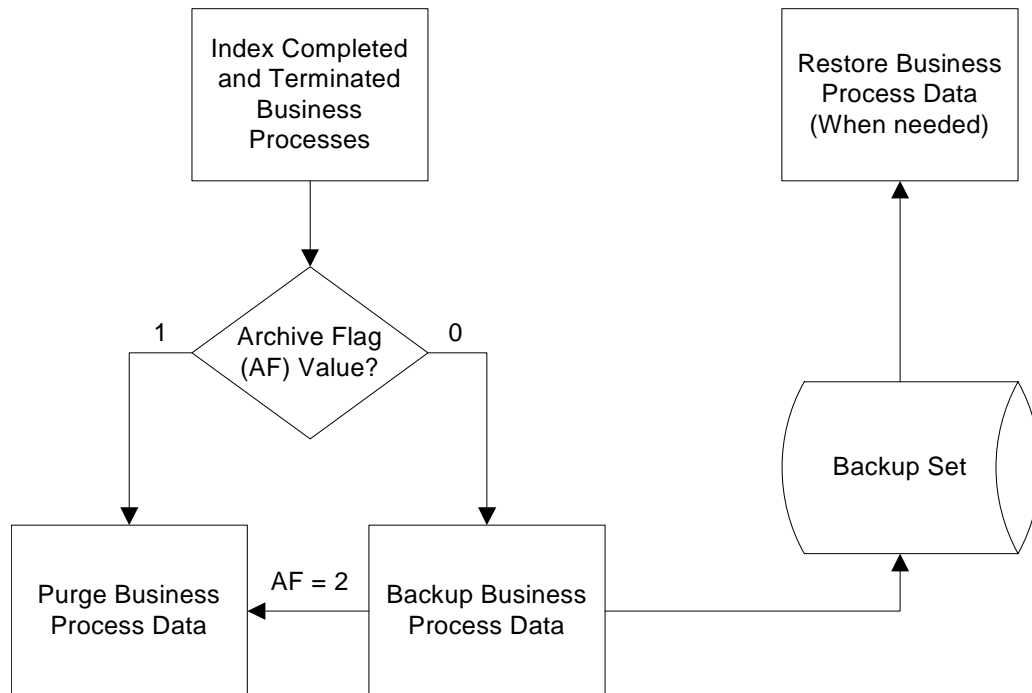 Index Completed
and Terminated
Business
Processes
Restore Business
Process Data
(When needed)
1
Archive Flag
(AF) Value?
0
Backup Set
Purge Business
Process Data
AF = 2
Backup Business
Process Data